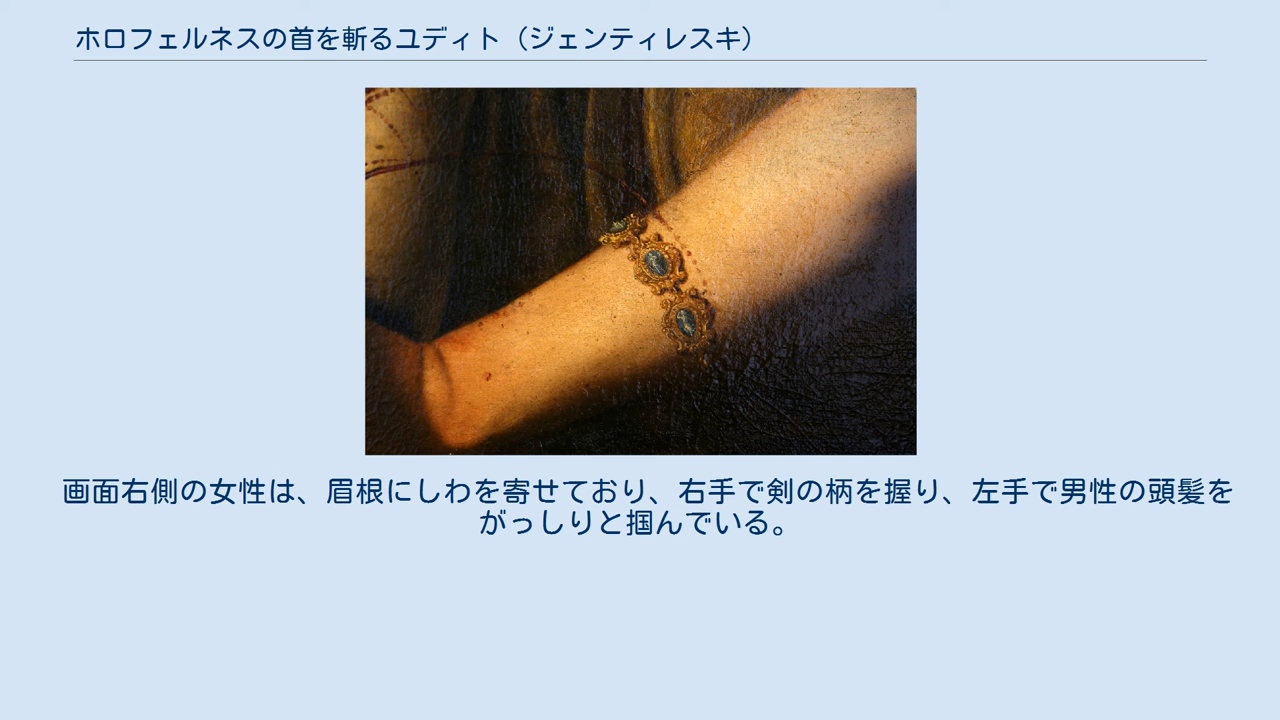 ホロフェルネスの首を斬るユディト（ジェンティレスキ）
画面右側の女性は、眉根にしわを寄せており、右手で剣の柄を握り、左手で男性の頭髪を
がっしりと掴んでいる。